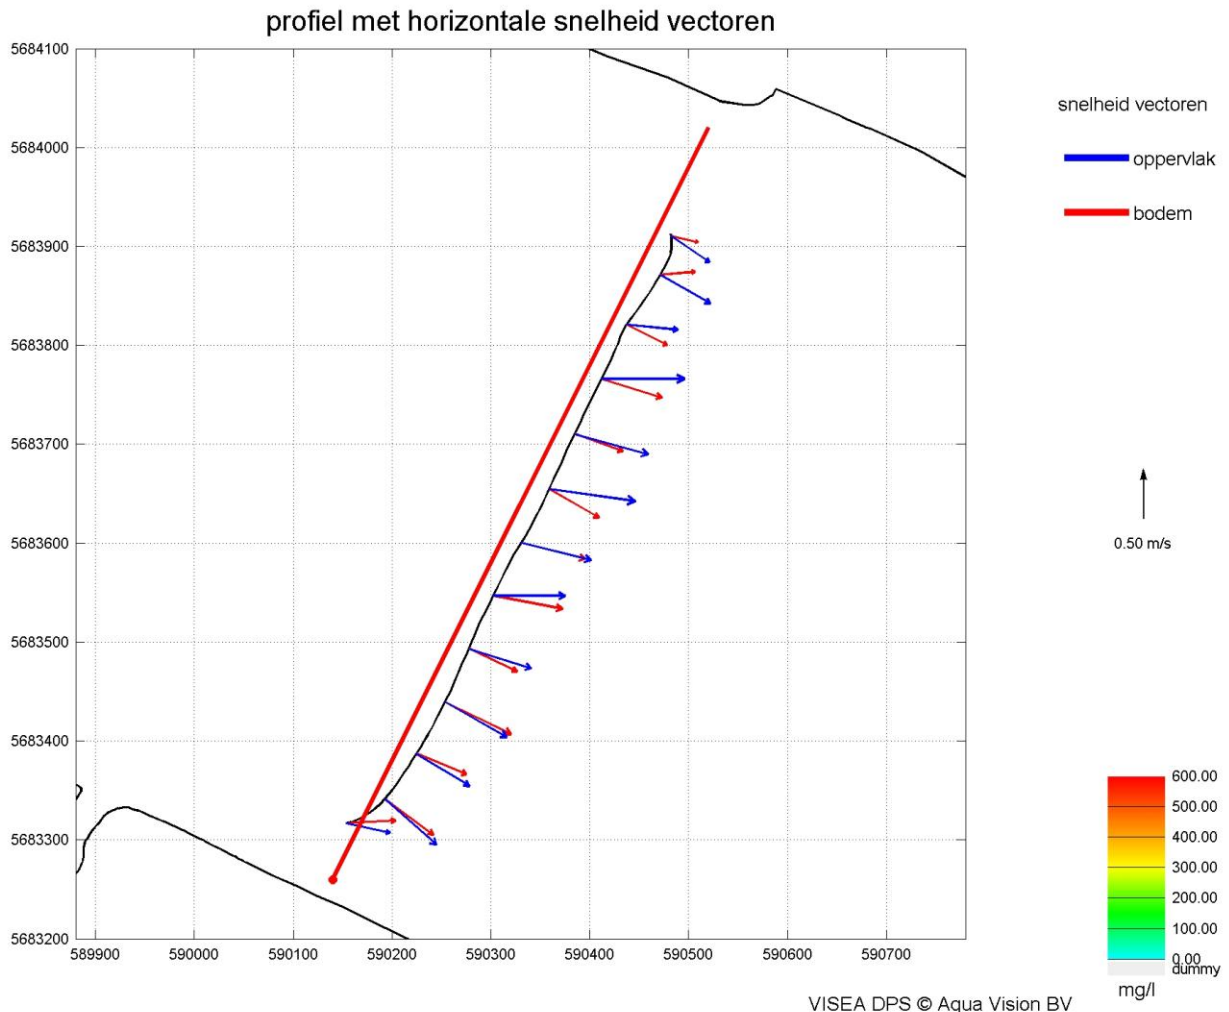 profiel met horizontale snelheid vectoren
5684100
5684000
5683900
5683800
5683700
5683600
5683500
5683400
5683300
5683200
589900 590000 590100 590200 590300 590400 590500 590600 590700
snelheid vectoren
oppervlak
bodem
0.50 m/s
600.00
500.00
400.00
300.00
200.00
100.00
0.00
dummy
mg/l
VISEA DPS © Aqua Vision BV